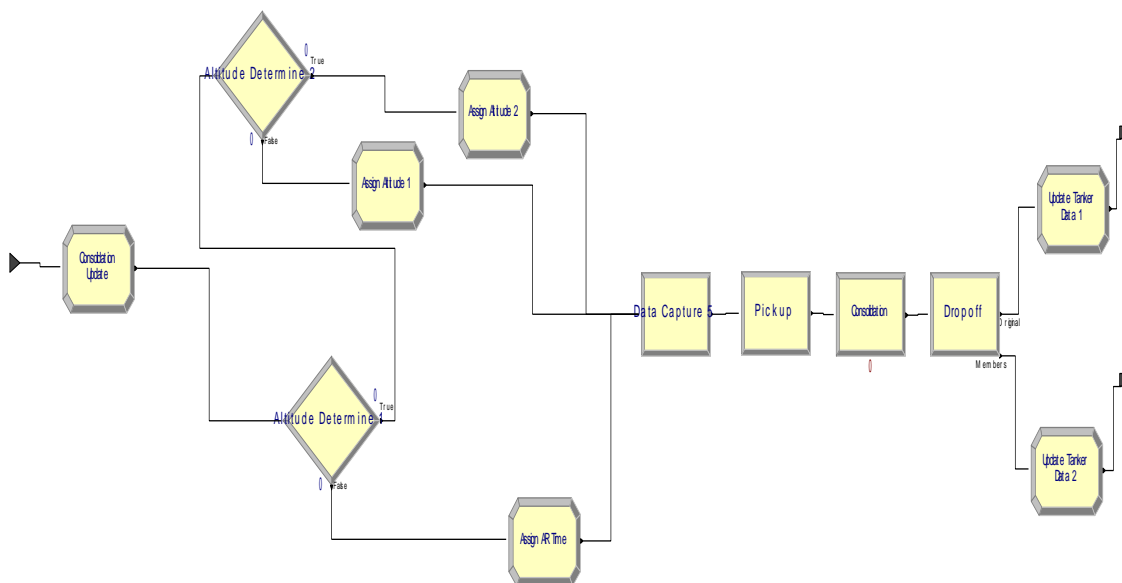 0
True
Altitude Determine 2
0
False
Assign Altitude 2
Assign Altitude 1
Update Tanker
Data 1
Consolidation
Update
Data Capture 5
Pickup
Consolidation
Dropoff
Original
0
Members
0
True
Altitude Determine 1
0
False
Update Tanker
Data 2
Assign AR Time